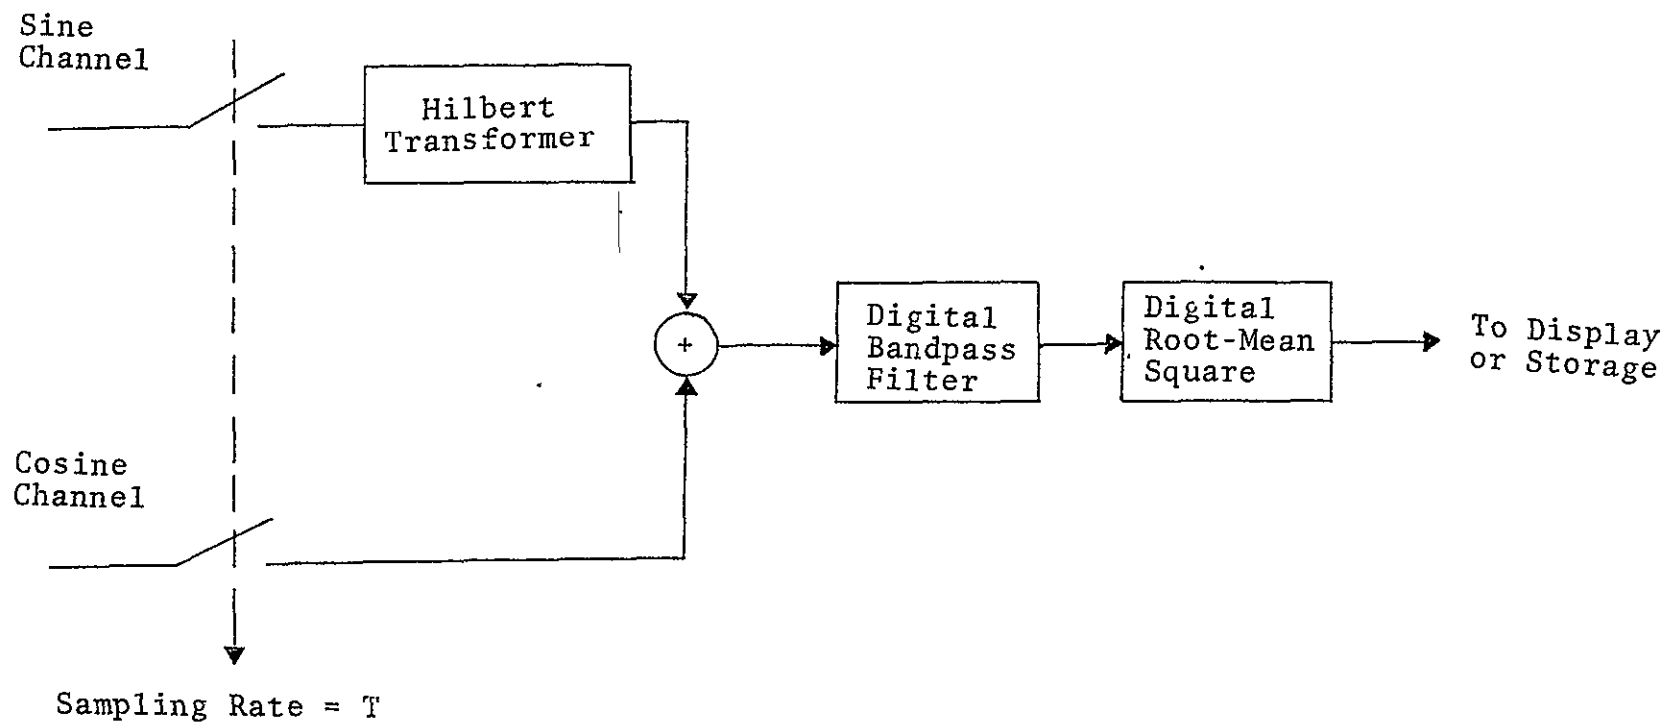 Sine
Channel
Hilbert
Transformer
+
Digital
Bandpass
Filter
Digital
Root-Mean
Square
To Display
or Storage
Cosine
Channel
Sampling Rate = T